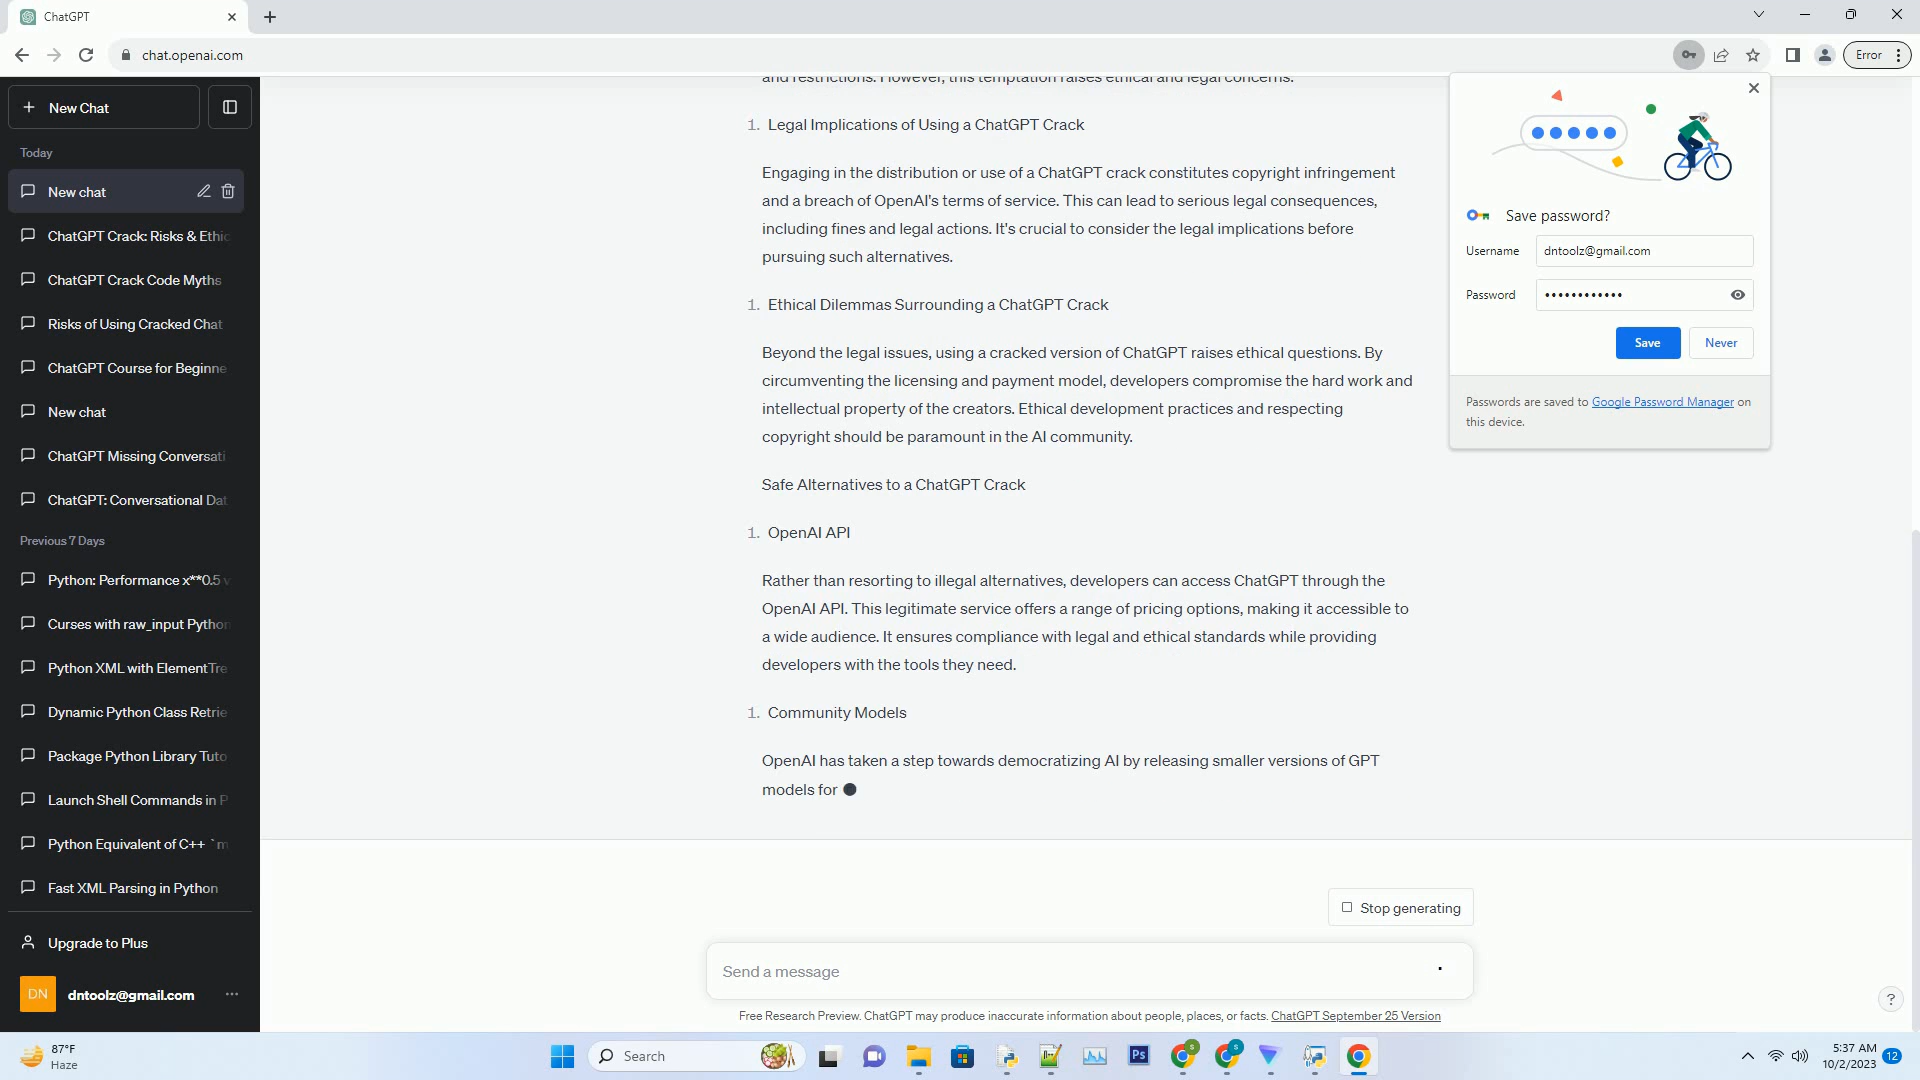 ChatGPT
chat.openai.com
Error
New Chat
Today
New chat
ChatGPT Crack: Risks & Ethic
ChatGPT Crack Code Myths
Risks of Using Cracked Chat
ChatGPT Course for Beginne
New chat
ChatGPT Missing Conversati
ChatGPT: Conversational Dat
Previous 7 Days
Python: Performance x**0.5 v
Curses with raw_input Python
Python XML with ElementTre
Dynamic Python Class Retrie
Package Python Library Tuto
Launch Shell Commands in P
Python Equivalent of C++ `m
Fast XML Parsing in Python
Upgrade to Plus
DN
dntoolz@gmail.com
and restrictions. However, this temptation raises ethical and legal concerns.
1. Legal Implications of Using a ChatGPT Crack
Engaging in the distribution or use of a ChatGPT crack constitutes copyright infringement
and a breach of OpenAI's terms of service. This can lead to serious legal consequences,
including fines and legal actions. It's crucial to consider the legal implications before
pursuing such alternatives.
1. Ethical Dilemmas Surrounding a ChatGPT Crack
Beyond the legal issues, using a cracked version of ChatGPT raises ethical questions. By
circumventing the licensing and payment model, developers compromise the hard work and
intellectual property of the creators. Ethical development practices and respecting
copyright should be paramount in the AI community.
Safe Alternatives to a ChatGPT Crack
1. OpenAI API
Rather than resorting to illegal alternatives, developers can access ChatGPT through the
OpenAI API. This legitimate service offers a range of pricing options, making it accessible to
a wide audience. It ensures compliance with legal and ethical standards while providing
developers with the tools they need.
1. Community Models
OpenAI has taken a step towards democratizing AI by releasing smaller versions of GPT
models for
Stop generating
Send a message
Free Research Preview. ChatGPT may produce inaccurate information about people, places, or facts. ChatGPT September 25 Version
?
Save password?
Username
dntoolz@gmail.com
Password
••••••••••••
Save
Never
Passwords are saved to Google Password Manager on
this device.
87°F
Haze
Search
Ps
S
S
5:37 AM
10/2/2023
12